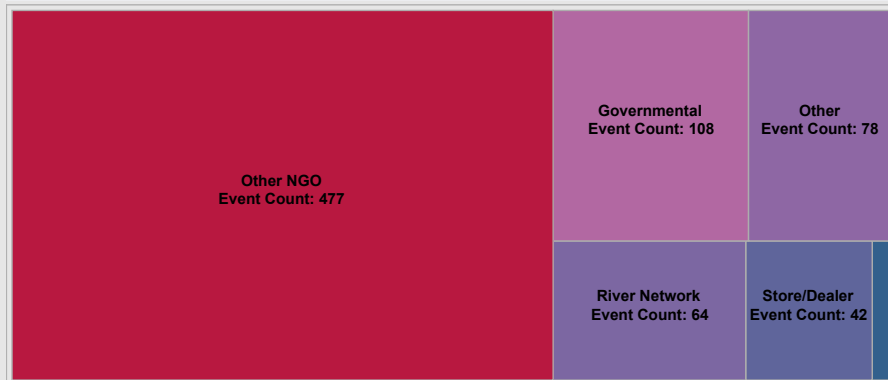 Other NGO
Event Count: 477
Governmental
Event Count: 108
Other
Event Count: 78
River Network
Event Count: 64
Store/Dealer
Event Count: 42